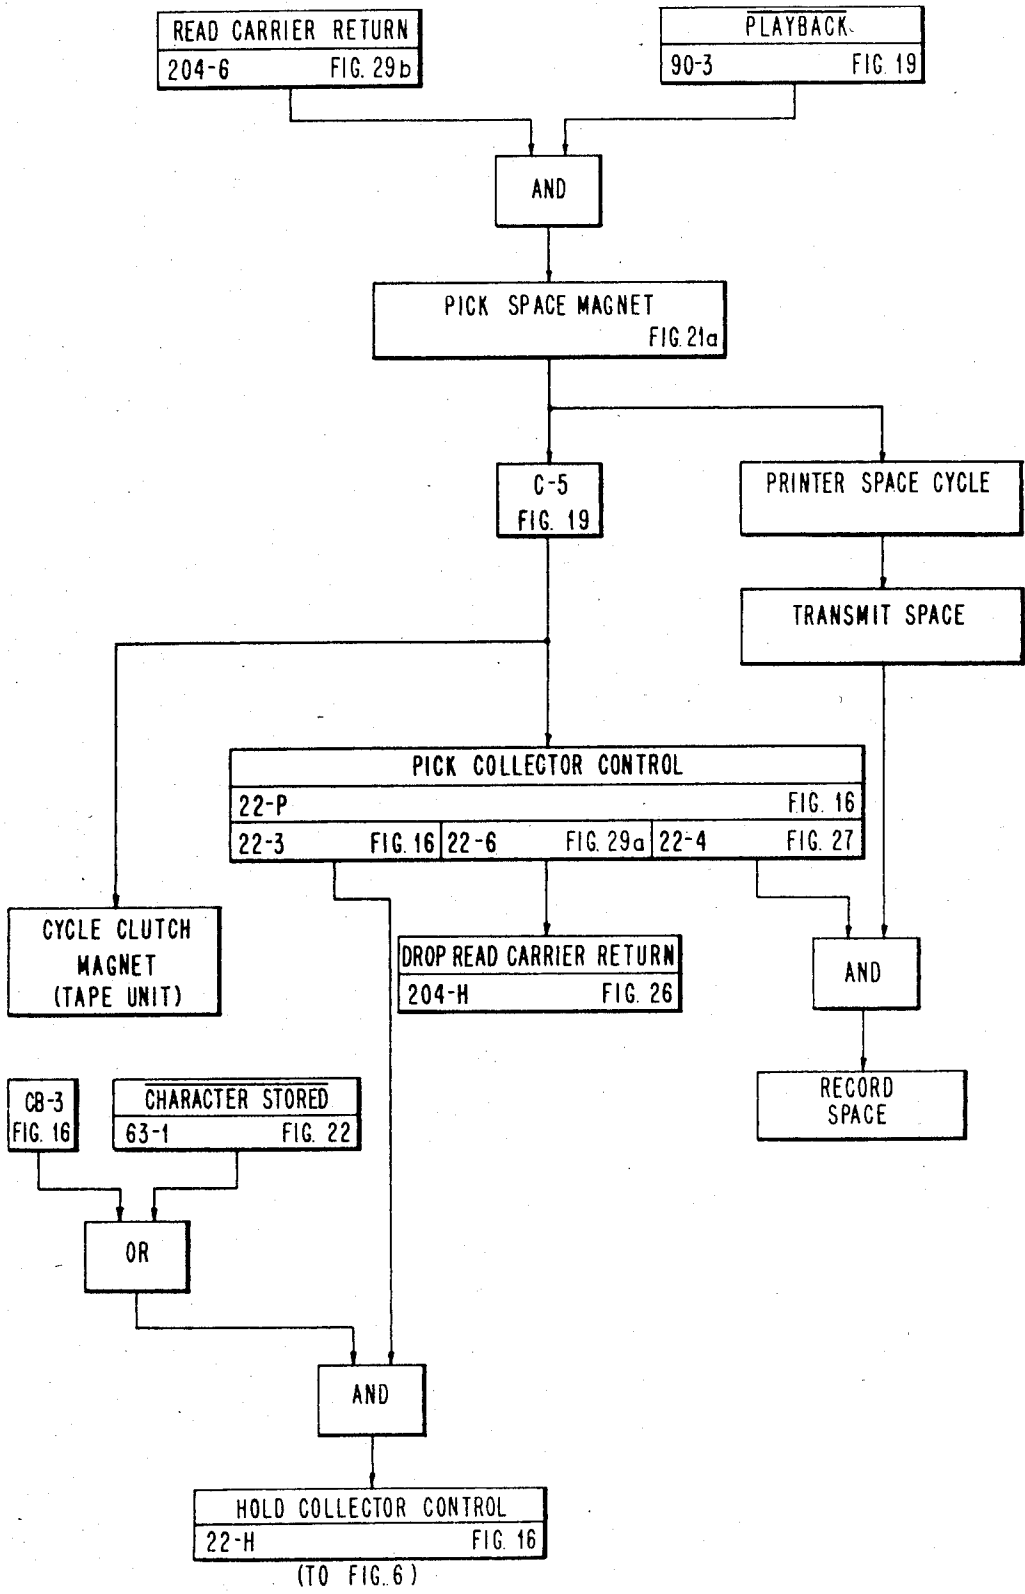 READ CARRIER RETURN
204-6 FIG. 29b
PLAYBACK
90-3 FIG. 19
AND
PICK SPACE MAGNET
FIG. 21a
C-5
FIG. 19
PRINTER SPACE CYCLE
TRANSMIT SPACE
PICK COLLECTOR CONTROL
22-P FIG. 16
22-3 FIG. 16 22-6 FIG. 29a 22-4 FIG. 27
CYCLE CLUTCH
MAGNET
(TAPE UNIT)
DROP READ CARRIER RETURN
204-H FIG. 26
AND
RECORD
SPACE
CB-3
FIG. 16
CHARACTER STORED
63-1 FIG. 22
OR
AND
HOLD COLLECTOR CONTROL
22-H FIG. 16
(TO FIG. 6)